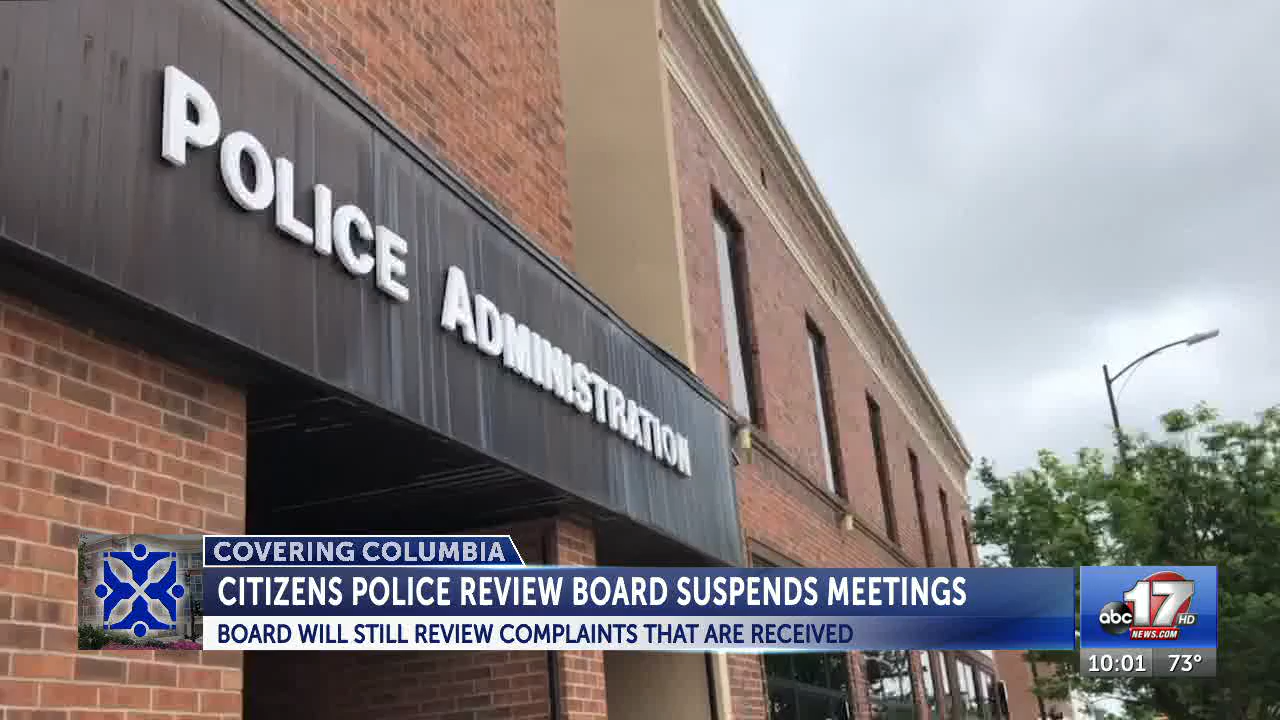 POLICE ADMINISTRATION
COVERING COLUMBIA
CITIZENS POLICE REVIEW BOARD SUSPENDS MEETINGS
BOARD WILL STILL REVIEW COMPLAINTS THAT ARE RECEIVED
abc 17 HD
NEWS.COM
10:01 73°